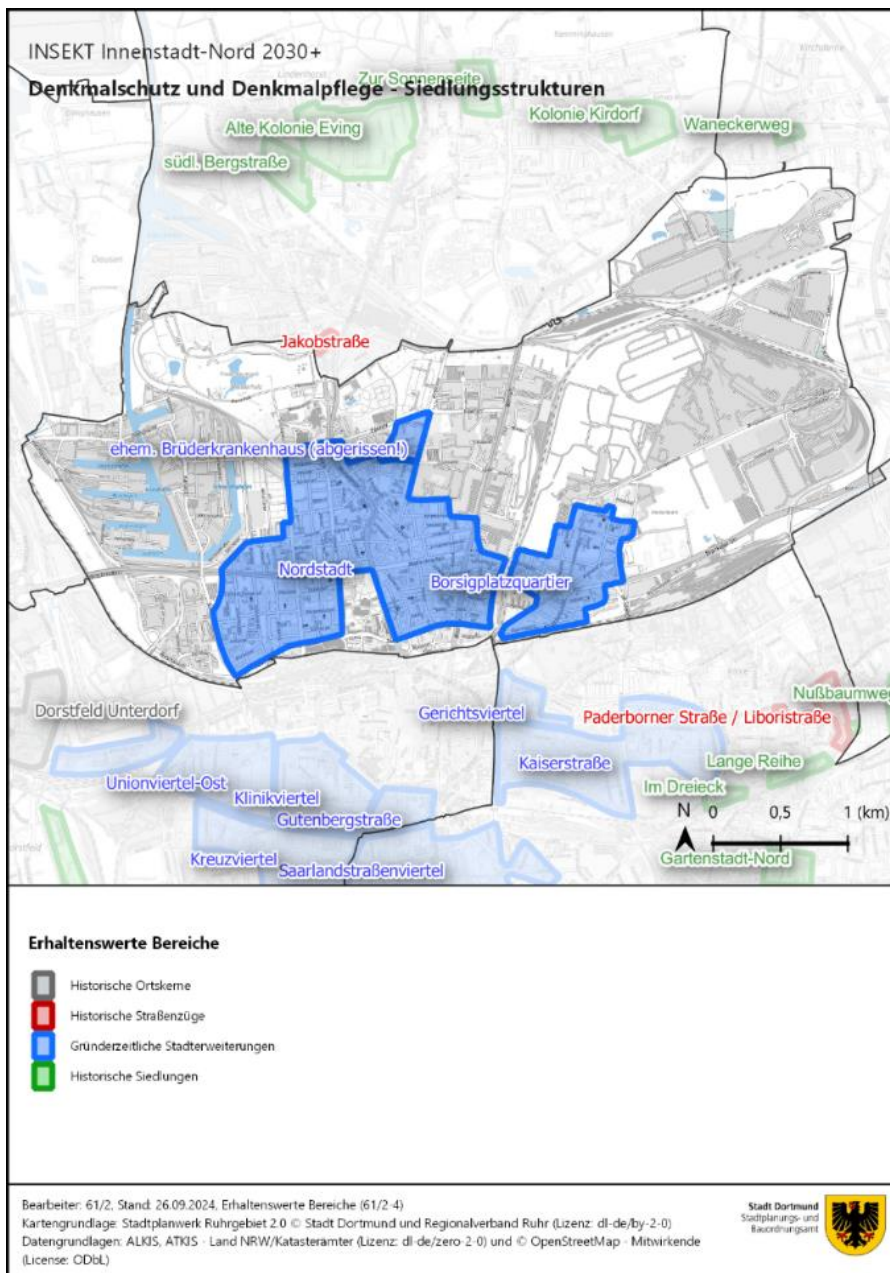 INSEKT Innenstadt-Nord 2030+
Denkmalschutz und Denkmalpflege - Siedlungsstrukturen
Zur Sonnenseite
Alte Kolonie Eving
Kolonie Kirdorf
Waneckerweg
südl. Bergstraße
Deusen
Jakobstraße
ehem. Brüderkrankenhaus (abgerissen!)
Nordstadt
Borsigplatzquartier
Nußbaumweg
Dorstfeld Unterdorf
Gerichtsviertel
Paderborner Straße / Liboristraße
Unionviertel-Ost
Kaiserstraße
Lange Reihe
Klinikviertel
Im Dreieck
Gutenbergstraße
N 0 0,5 1 (km)
Kreuzviertel
Saarlandstraßenviertel
Gartenstadt-Nord
Erhaltenswerte Bereiche
Historische Ortskerne
Historische Straßenzüge
Gründerzeitliche Stadterweiterungen
Historische Siedlungen
Bearbeiter: 61/2, Stand: 26.09.2024, Erhaltenswerte Bereiche (61/2-4)
Kartengrundlage: Stadtplanwerk Ruhrgebiet 2.0 © Stadt Dortmund und Regionalverband Ruhr (Lizenz: dl-de/by-2-0)
Datengrundlagen: ALKIS, ATKIS - Land NRW/Katasterämter (Lizenz: dl-de/zero-2-0) und © OpenStreetMap - Mitwirkende
(License: ODbL)
Stadt Dortmund
Stadtplanungs- und
Bauordnungsamt